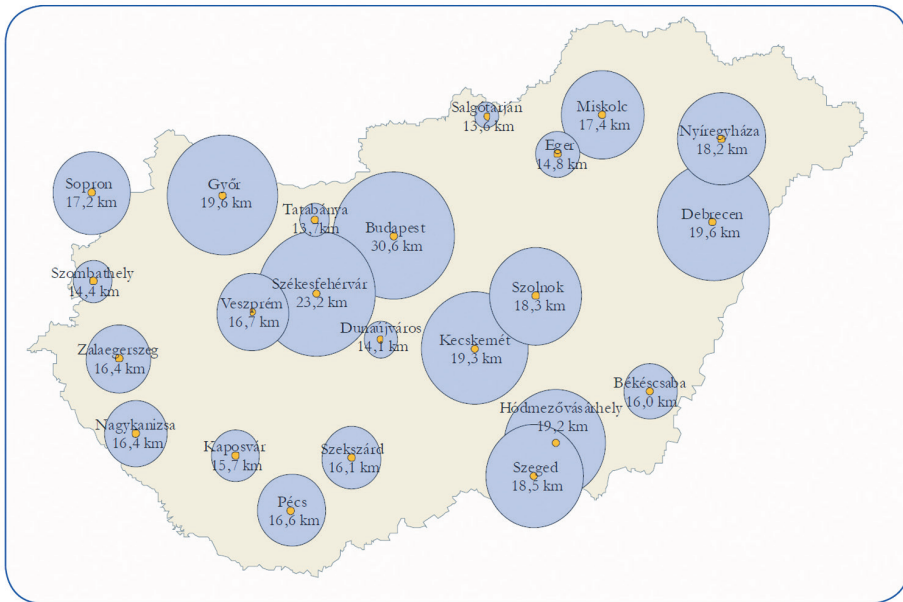 Salgótarján
13,6 km
Miskolc
17,4 km
Nyíregyháza
18,2 km
Eger
14,8 km
Sopron
17,2 km
Győr
19,6 km
Tatabánya
13,7km
Budapest
30,6 km
Debrecen
19,6 km
Szombathely
14,4 km
Székesfehérvár
23,2 km
Veszprém
16,7 km
Szolnok
18,3 km
Dunaújváros
14,1 km
Kecskemét
19,3 km
Zalaegerszeg
16,4 km
Békéscsaba
16,0 km
Hódmezővásárhely
19,2 km
Nagykanizsa
16,4 km
Kaposvár
15,7 km
Szekszárd
16,1 km
Szeged
18,5 km
Pécs
16,6 km